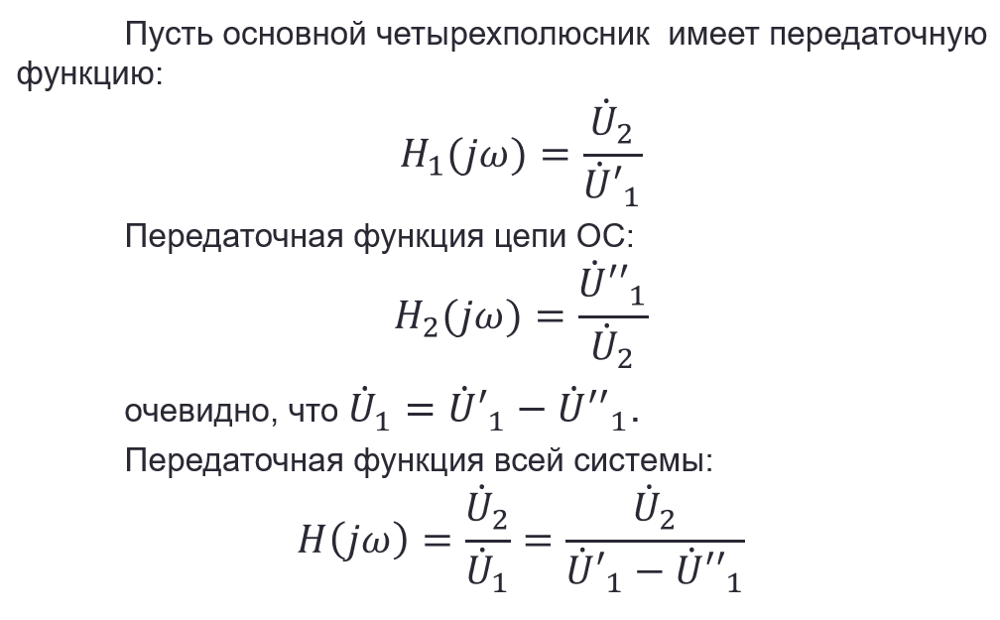 Пусть основной четырехполюсник имеет передаточную
функцию:
$H_1(j\omega) = \frac{\dot{U}_2}{\dot{U}'_1}$
Передаточная функция цепи ОС:
$H_2(j\omega) = \frac{\dot{U}''_1}{\dot{U}_2}$
очевидно, что $\dot{U}_1 = \dot{U}'_1 - \dot{U}''_1$.
Передаточная функция всей системы:
$H(j\omega) = \frac{\dot{U}_2}{\dot{U}_1} = \frac{\dot{U}_2}{\dot{U}'_1 - \dot{U}''_1}$